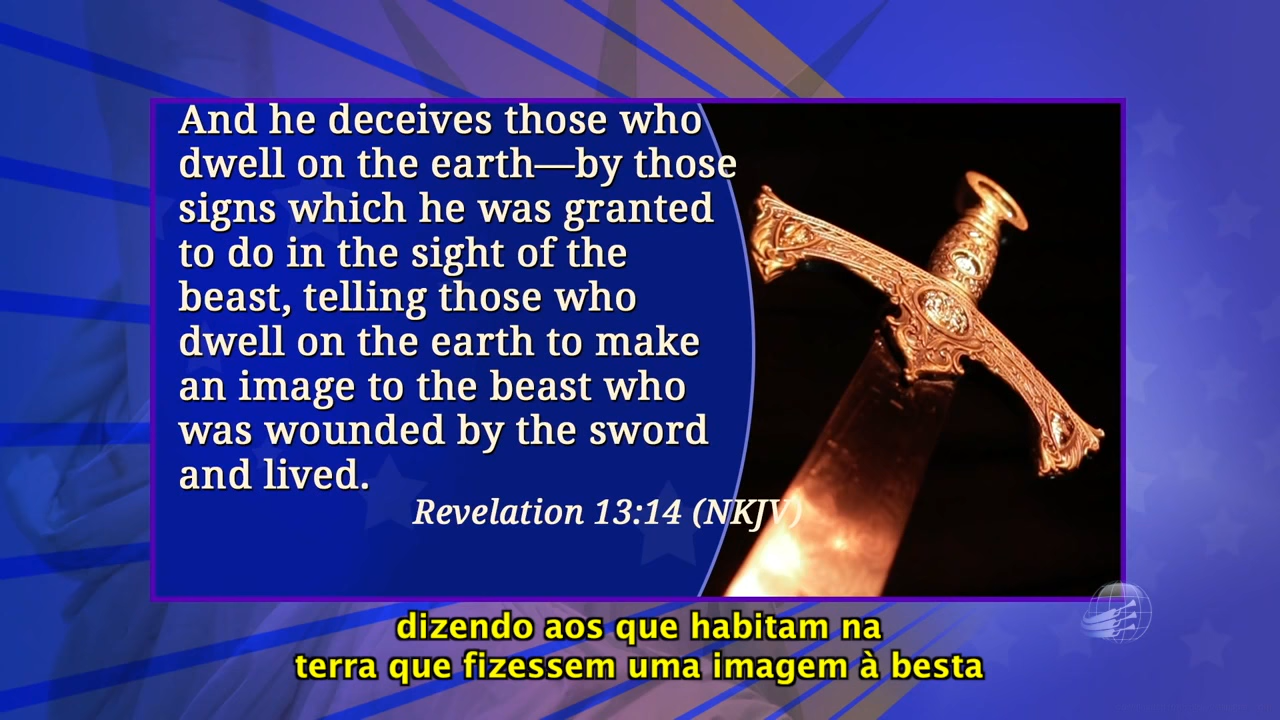 And he deceives those who
dwell on the earth—by those
signs which he was granted
to do in the sight of the
beast, telling those who
dwell on the earth to make
an image to the beast who
was wounded by the sword
and lived.
Revelation 13:14 (NKJV)
dizendo aos que habitam na
terra que fizessem uma imagem à besta